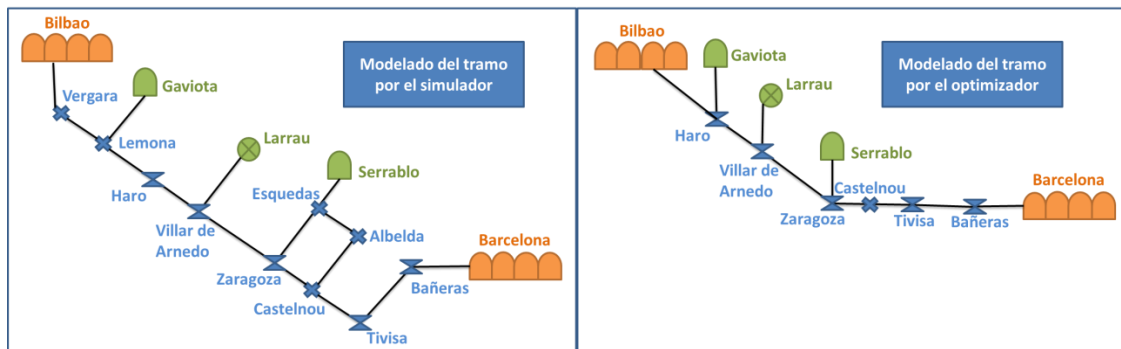 Bilbao
Modelado del tramo
por el simulador
Gaviota
Vergara
Lemona
Larrau
Haro
Serrablo
Esquedas
Villar de
Arnedo
Albelda
Barcelona
Zaragoza
Bañeras
Castelnou
Tivisa
Bilbao
Gaviota
Modelado del tramo
por el optimizador
Larrau
Haro
Serrablo
Villar de
Arnedo
Castelnou
Barcelona
Zaragoza
Tivisa
Bañeras